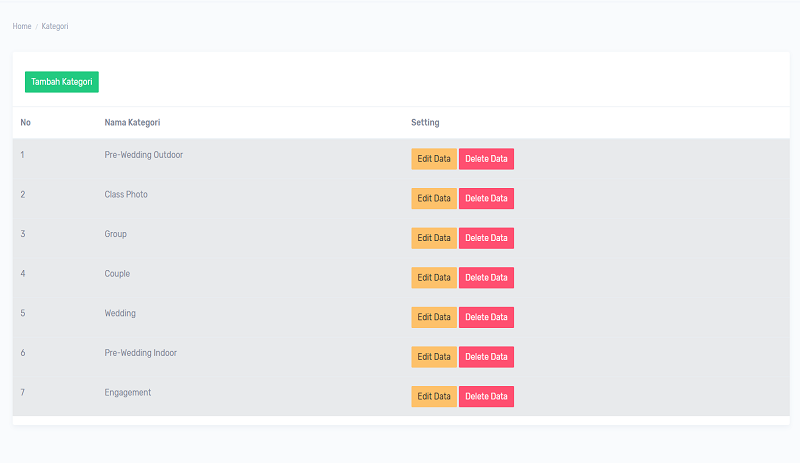 Home / Kategori
Tambah Kategori
No Nama Kategori Setting
1 Pre-Wedding Outdoor Edit Data Delete Data
2 Class Photo Edit Data Delete Data
3 Group Edit Data Delete Data
4 Couple Edit Data Delete Data
5 Wedding Edit Data Delete Data
6 Pre-Wedding Indoor Edit Data Delete Data
7 Engagement Edit Data Delete Data